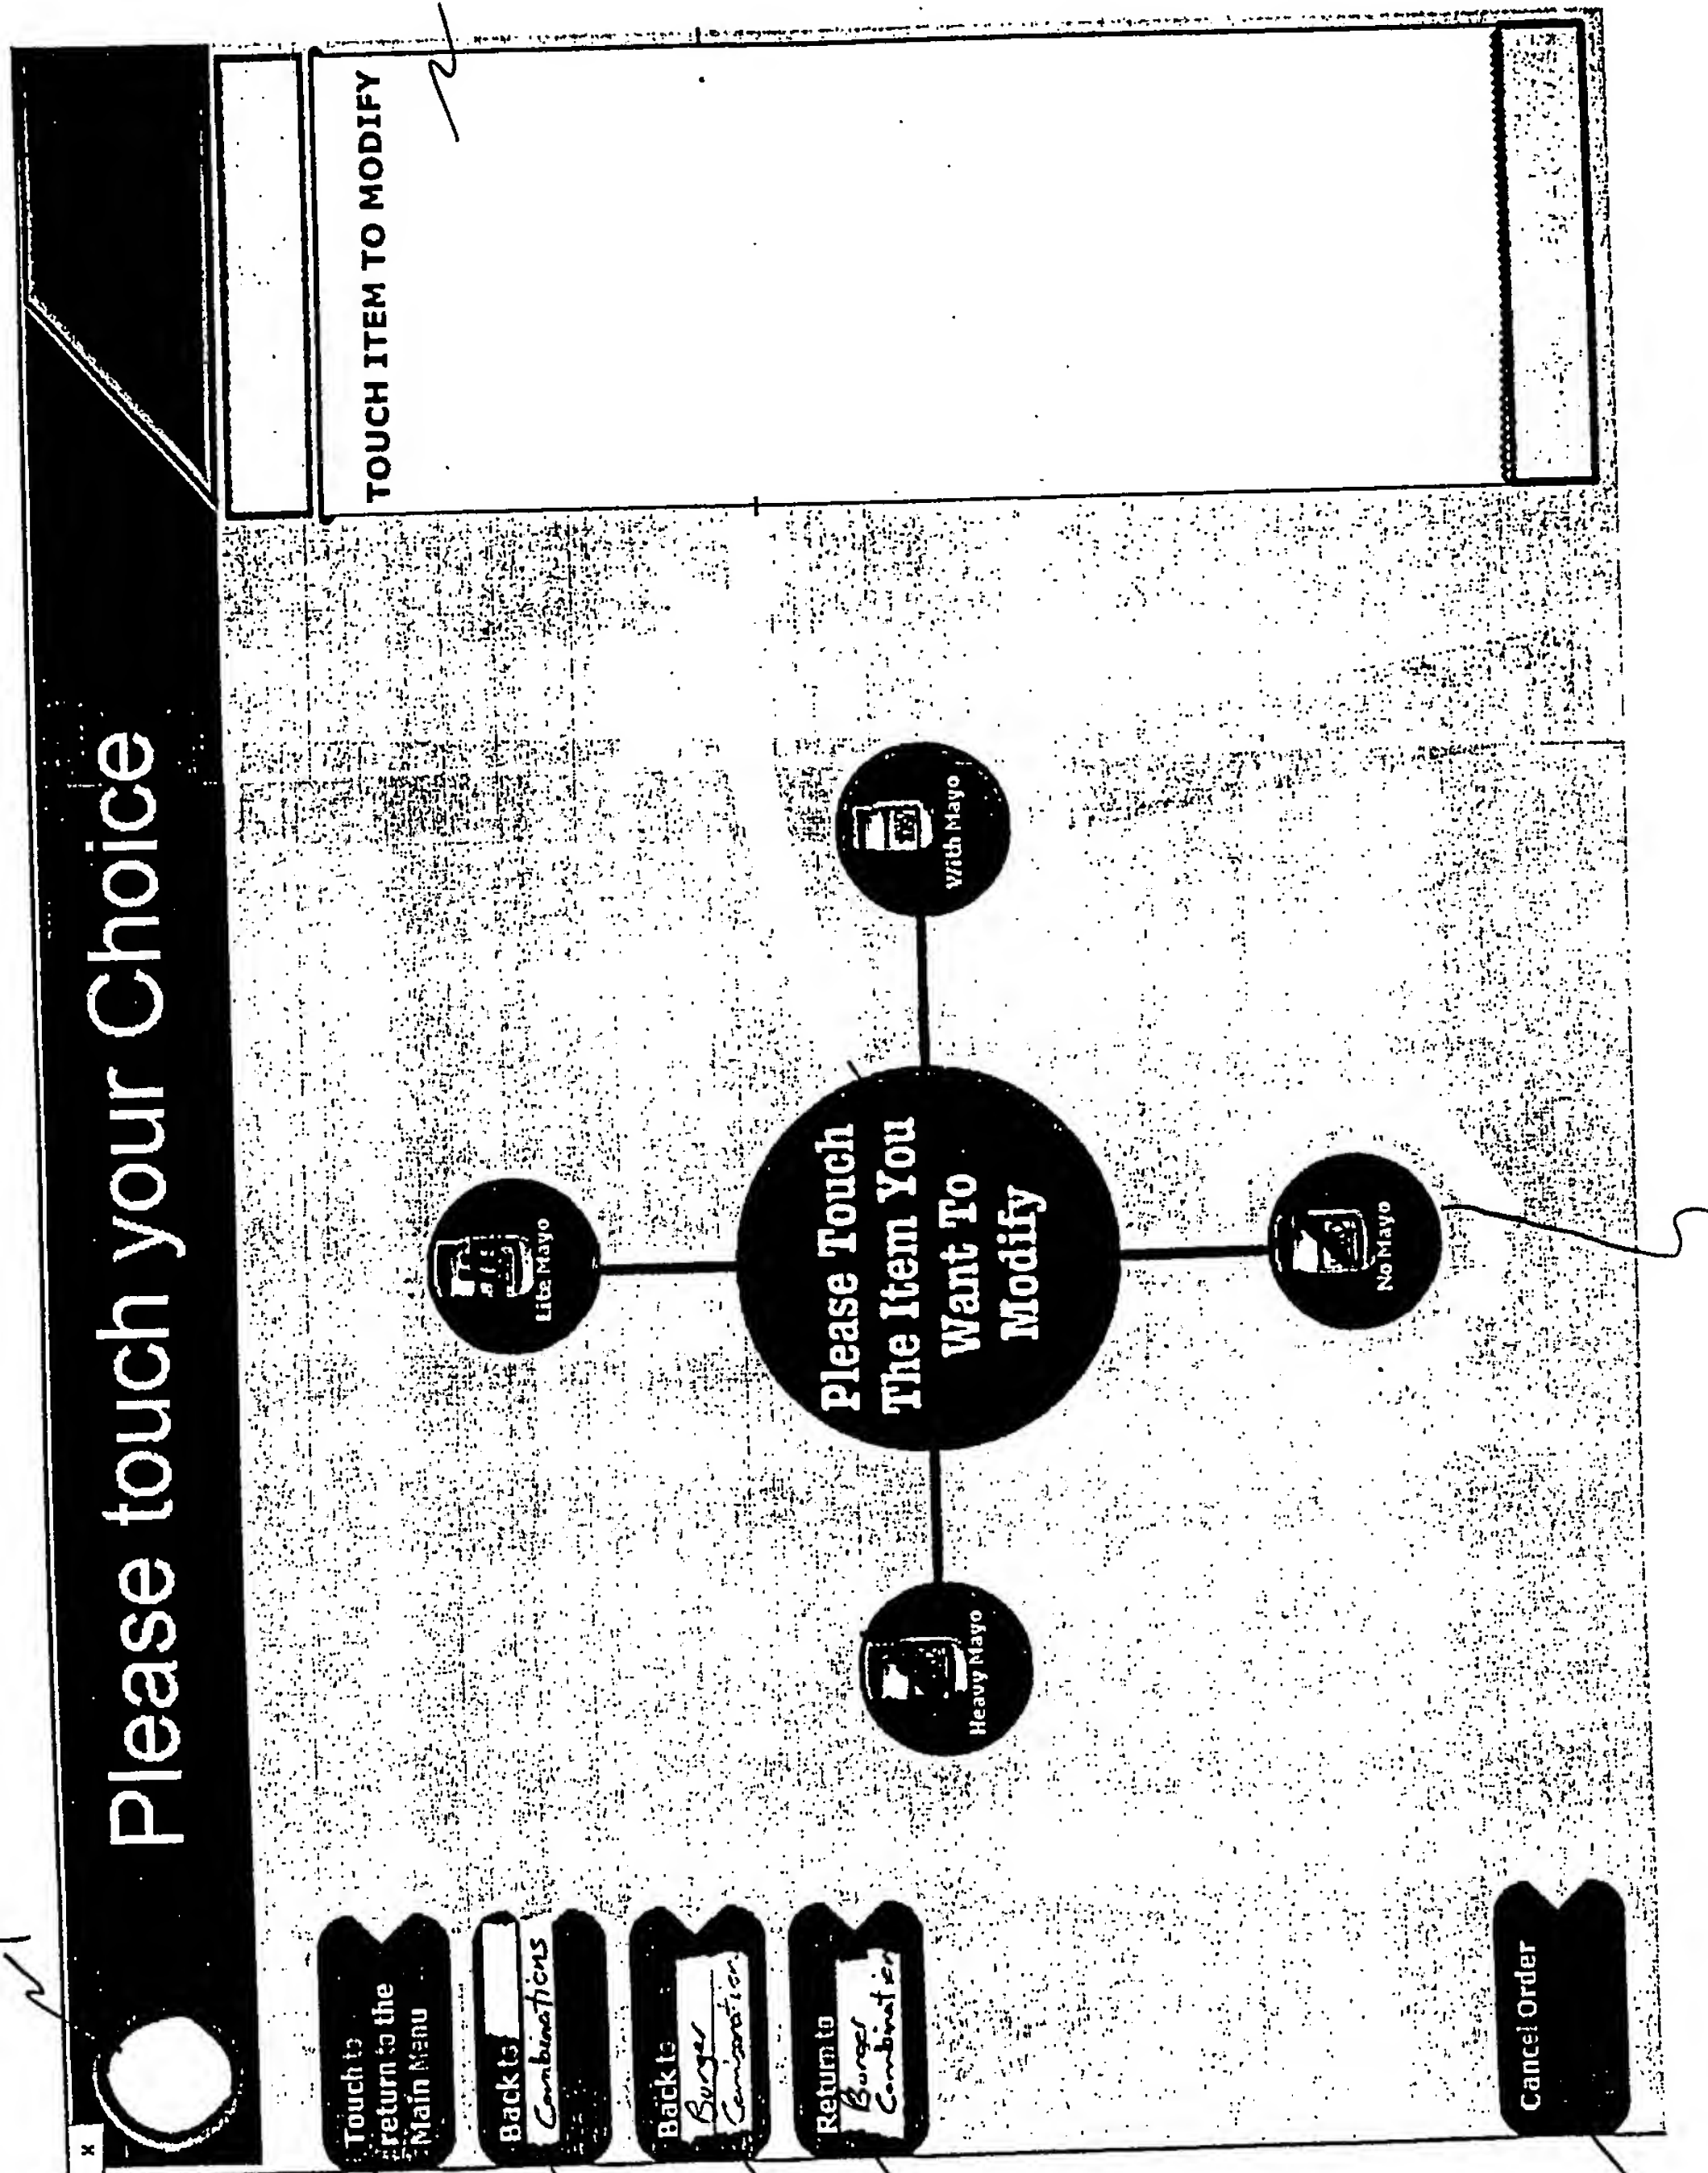 x
Please touch your Choice
Touch to
return to the
Main Menu
Back to
Combinations
Back to
Burger
Combination
Return to
Burger
Combination
Cancel Order
Lite Mayo
Heavy Mayo
Please Touch
The Item You
Want To
Modify
With Mayo
No Mayo
TOUCH ITEM TO MODIFY